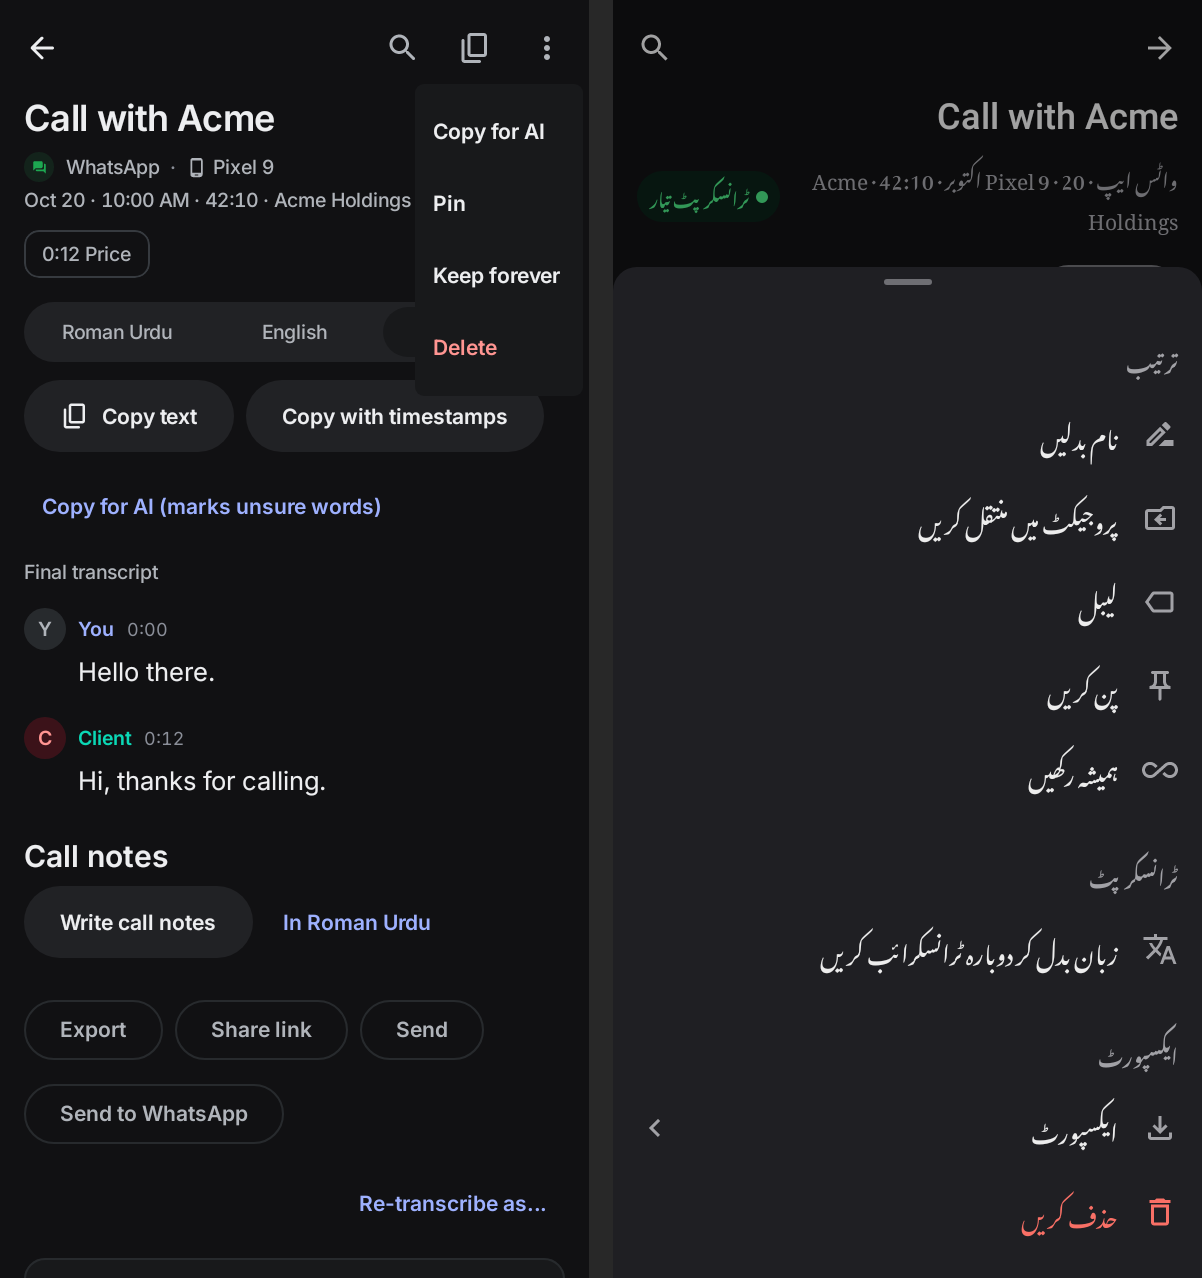 Call with Acme
WhatsApp · Pixel 9
Oct 20 · 10:00 AM · 42:10 · Acme Holdings
0:12 Price
Roman Urdu
English
Copy for AI
Pin
Keep forever
Delete
Copy text
Copy with timestamps
Copy for AI (marks unsure words)
Final transcript
Y You 0:00
Hello there.
C Client 0:12
Hi, thanks for calling.
Call notes
Write call notes
In Roman Urdu
Export
Share link
Send
Send to WhatsApp
Re-transcribe as...
Call with Acme
واٹس ایپ · Pixel 9 · 20 اکتوبر · 42:10 · Acme
Holdings
ٹرانسکرپٹ تیار
ترتیب
نام بدلیں
پروجیکٹ میں منتقل کریں
لیبل
پن کریں
ہمیشہ رکھیں
ٹرانسکرپٹ
زبان بدل کر دوبارہ ٹرانسکرائب کریں
ایکسپورٹ
ایکسپورٹ
حذف کریں